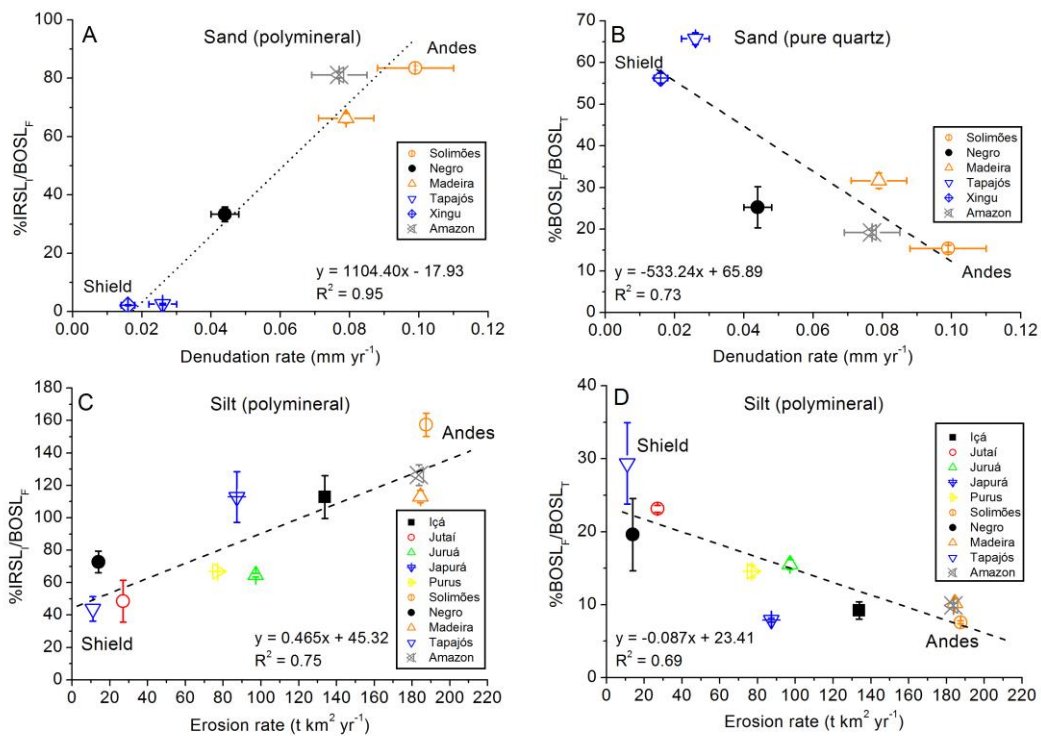 A
Sand (polymineral)
Andes
Shield
Solimões
Negro
Madeira
Tapajós
Xingu
Amazon
y = 1104.40x - 17.93
R² = 0.95
%IRSL_I/BOSL_F
0
20
40
60
80
100
0.00
0.02
0.04
0.06
0.08
0.10
0.12
Denudation rate (mm yr⁻¹)
B
Sand (pure quartz)
Shield
Andes
Solimões
Negro
Madeira
Tapajós
Xingu
Amazon
y = -533.24x + 65.89
R² = 0.73
%BOSL_F/BOSL_T
0
10
20
30
40
50
60
70
0.00
0.02
0.04
0.06
0.08
0.10
0.12
Denudation rate (mm yr⁻¹)
C
Silt (polymineral)
Andes
Shield
Içá
Jutaí
Juruá
Japurá
Purus
Solimões
Negro
Madeira
Tapajós
Amazon
y = 0.465x + 45.32
R² = 0.75
%IRSL_I/BOSL_F
0
20
40
60
80
100
120
140
160
180
0
20
40
60
80
100
120
140
160
180
200
220
Erosion rate (t km² yr⁻¹)
D
Silt (polymineral)
Shield
Andes
Içá
Jutaí
Juruá
Japurá
Purus
Solimões
Negro
Madeira
Tapajós
Amazon
y = -0.087x + 23.41
R² = 0.69
%BOSL_F/BOSL_T
0
10
20
30
40
0
20
40
60
80
100
120
140
160
180
200
220
Erosion rate (t km² yr⁻¹)